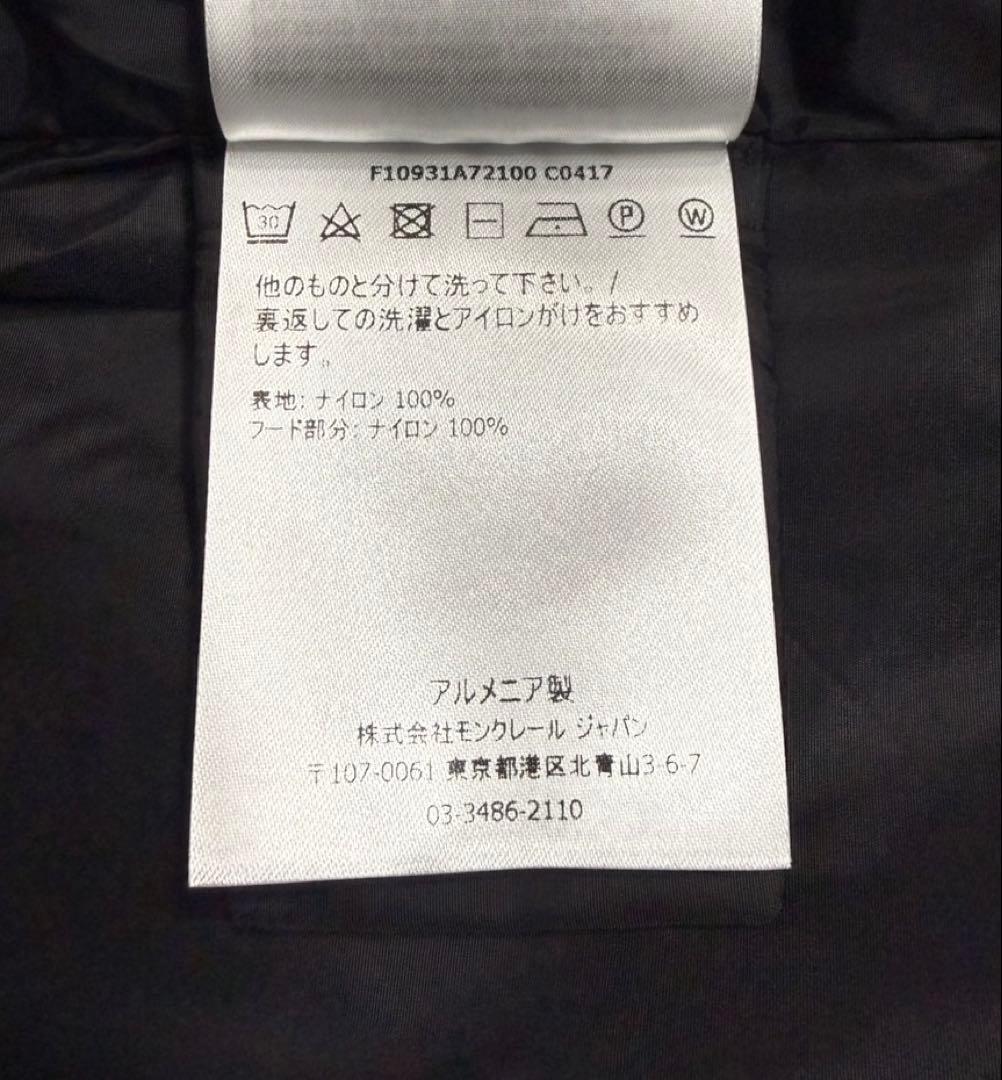 F10931A72100 C0417
30 P W
他のものと分けて洗って下さい。/
裏返しての洗濯とアイロンがけをおすすめ
します。
表地: ナイロン 100%
フード部分: ナイロン 100%
アルメニア製
株式会社モンクレール ジャパン
〒107-0061 東京都港区北青山3-6-7
03-3486-2110